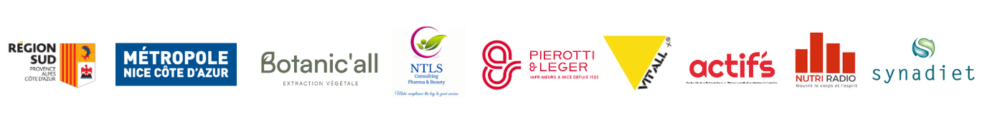 RÉGION
SUD
PROVENCE
ALPES
CÔTE D'AZUR
MÉTROPOLE
NICE CÔTE D'AZUR
Botanic'all
EXTRACTION VÉGÉTALE
NTLS
Consulting
Pharma & Beauty
Make compliance the key to your success
PIEROTTI
& LEGER
IMPRIMEURS A NICE DEPUIS 1923
VIT'ALL
actif's
NUTRI RADIO
Nourrit le corps et l'esprit
synadiet